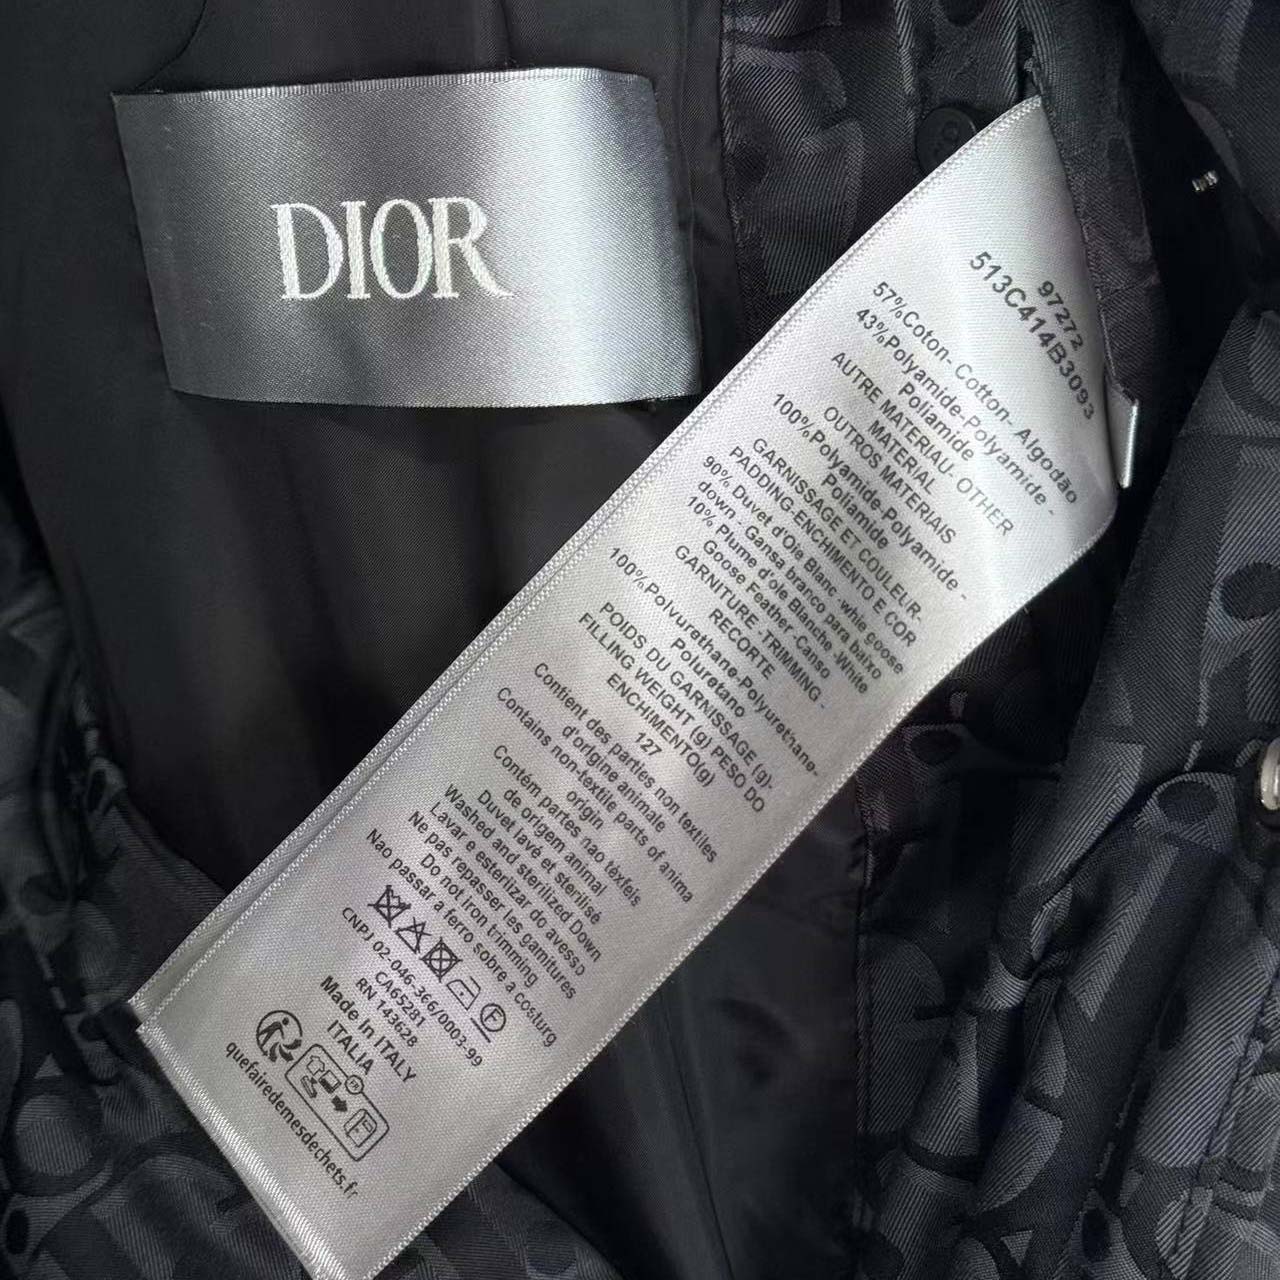 DIOR
97272
513C414B3093
57%Coton- Cotton- Algodão
43%Polyamide-Polyamide -
Poliamide
AUTRE MATERIAU- OTHER
MATERIAL
OUTROS MATERIAIS
100%Polyamide-Polyamide -
Poliamide
GARNISSAGE ET COULEUR-
PADDING-ENCHIMENTO E COR
90% Duvet d'Oie Blanc -whie goose
down - Gansa branco para baixo
10% Plume d'oie Blanche -White
Goose Feather -Canso
GARNITURE -TRIMMING -
RECORTE
100%Polyurethane-Polyurethane-
Poluretano
POIDS DU GARNISSAGE (g)-
FILLING WEIGHT (g) PESO DO
ENCHiMENTO(g)
127
Contient des parties non textiles
d'origine animale
Contains non-textile parts of anima
origin
Contém partes nao téxfeis
de origem animal
Duvet lavé et sterilisé
Washed and sterilized Down
Lavar e esterilizar do avesso
Ne pas repasser les gamitures
Do not iron trimming
Nao passar a ferro sobre a costurg
CNPJ 02-046-366/0003-99
CA65281
RN 143628
Made In ITALY
ITALIA
quefairedemesdechets.fr